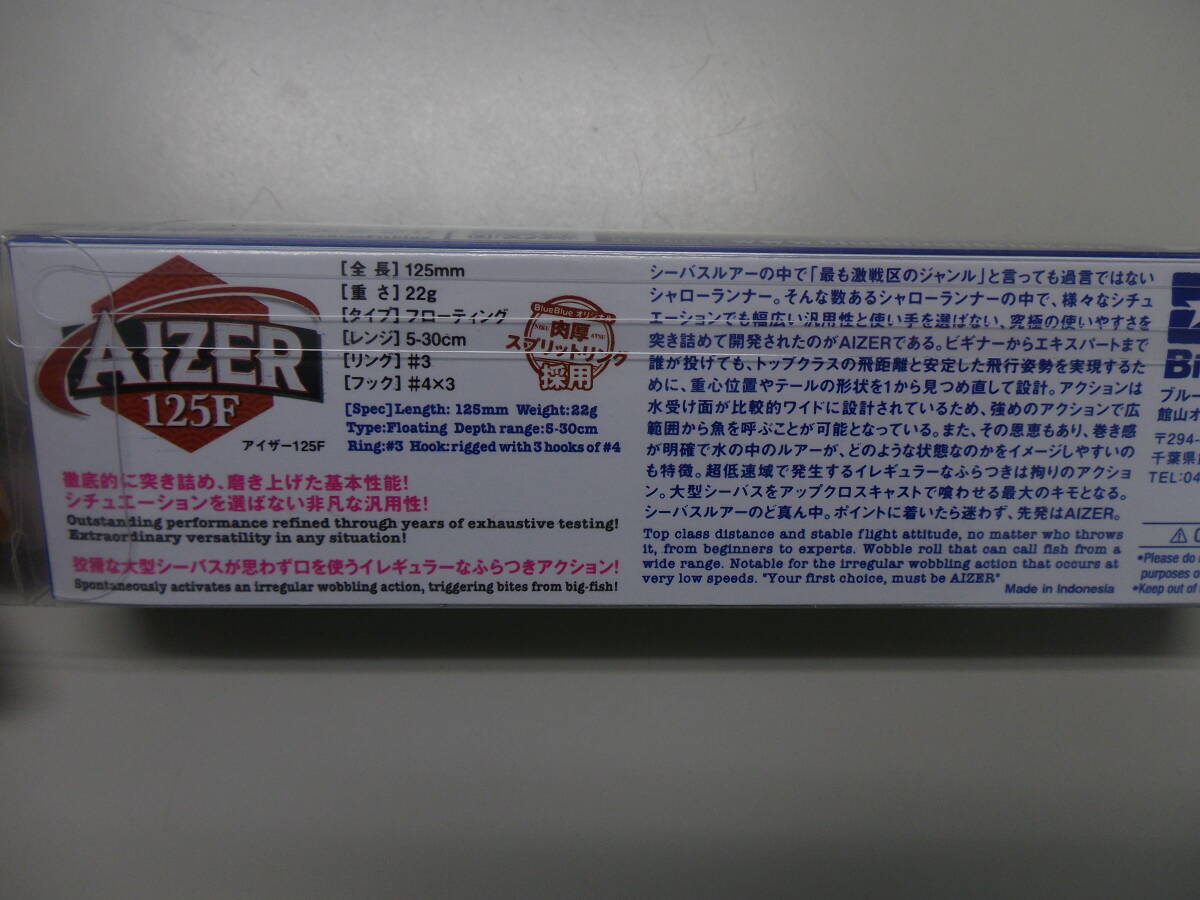 AIZER
125F
アイザー125F
[全 長] 125mm
[重 さ] 22g
[タイプ] フローティング
[レンジ] 5-30cm
[リング] #3
[フック] #4×3
BlueBlue オリジナル
肉厚
スプリットリング
採用
[Spec]Length: 125mm Weight:22g
Type:Floating Depth range:5-30cm
Ring:#3 Hook:rigged with 3 hooks of #4
徹底的に突き詰め、磨き上げた基本性能!
シチュエーションを選ばない非凡な汎用性!
Outstanding performance refined through years of exhaustive testing!
Extraordinary versatility in any situation!
狡猾な大型シーバスが思わず口を使うイレギュラーなふらつきアクション!
Spontaneously activates an irregular wobbling action, triggering bites from big-fish!
シーバスルアーの中で「最も激戦区のジャンル」と言っても過言ではない
シャローランナー。そんな数あるシャローランナーの中で、様々なシチュ
エーションでも幅広い汎用性と使い手を選ばない、究極の使いやすさを
突き詰めて開発されたのがAIZERである。ビギナーからエキスパートまで
誰が投げても、トップクラスの飛距離と安定した飛行姿勢を実現するた
めに、重心位置やテールの形状を1から見つめ直して設計。アクションは
水受け面が比較的ワイドに設計されているため、強めのアクションで広
範囲から魚を呼ぶことが可能となっている。また、その恩恵もあり、巻き感
が明確で水の中のルアーが、どのような状態なのかをイメージしやすいの
も特徴。超低速域で発生するイレギュラーなふらつきは拘りのアクショ
ン。大型シーバスをアップクロスキャストで喰わせる最大のキモとなる。
シーバスルアーのど真ん中。ポイントに着いたら迷わず、先発はAIZER。
Top class distance and stable flight attitude, no matter who throws
it, from beginners to experts. Wobble roll that can call fish from a
wide range. Notable for the irregular wobbling action that occurs at
very low speeds. "Your first choice, must be AIZER"
Made in Indonesia
ブルー
館山オ
〒294-
千葉県
TEL:04
•Please do
purposes o
•Keep out of